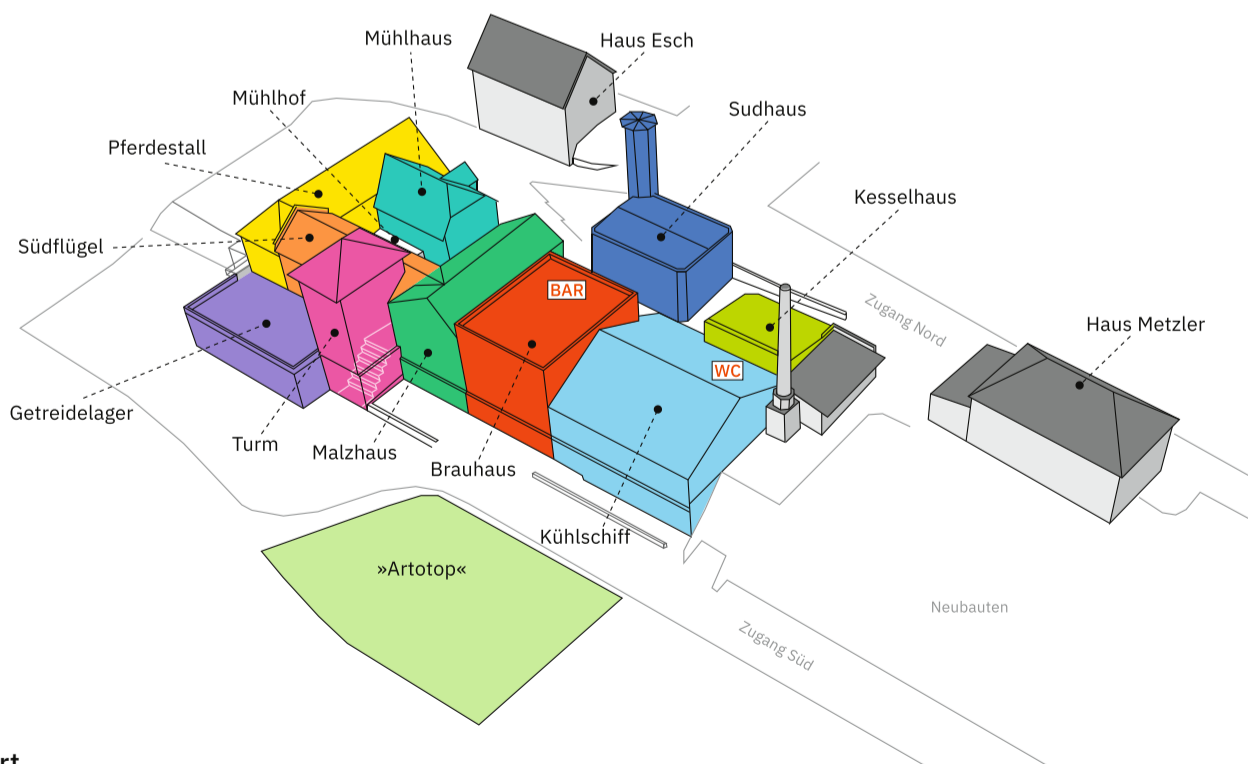 Mühlhaus
Haus Esch
Mühlhof
Sudhaus
Pferdestall
Kesselhaus
Südflügel
BAR
Zugang Nord
Haus Metzler
WC
Getreidelager
Turm
Malzhaus
Brauhaus
Kühlschiff
»Artotop«
Neubauten
Zugang Süd
rt